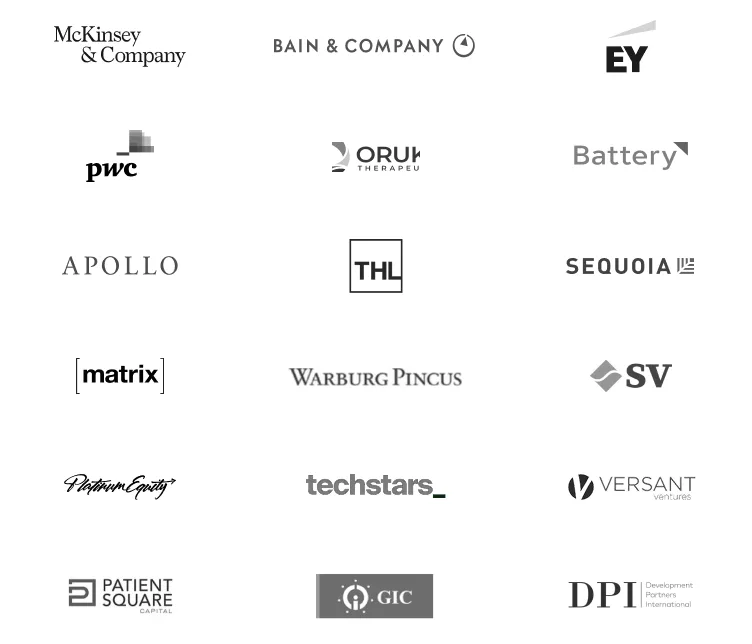 McKinsey
& Company
BAIN & COMPANY
EY
pwc
ORUK
THERAPEU
Battery
APOLLO
THL
SEQUOIA
[matrix]
WARBURG PINCUS
SV
Platinum Equity
techstars_
VERSANT
ventures
PATIENT
SQUARE
CAPITAL
GIC
DPI
Development
Partners
International